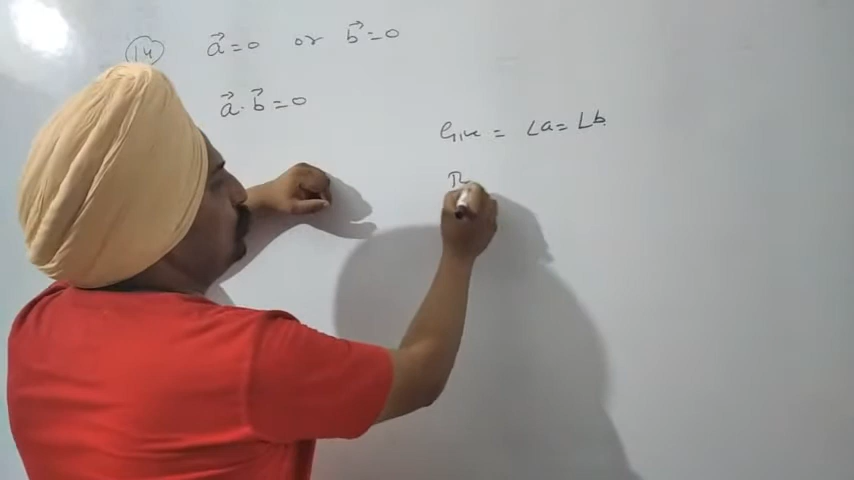 14 a⃗ = 0 or b⃗ = 0
a⃗ . b⃗ = 0
Give = ∠a = ∠b.
R